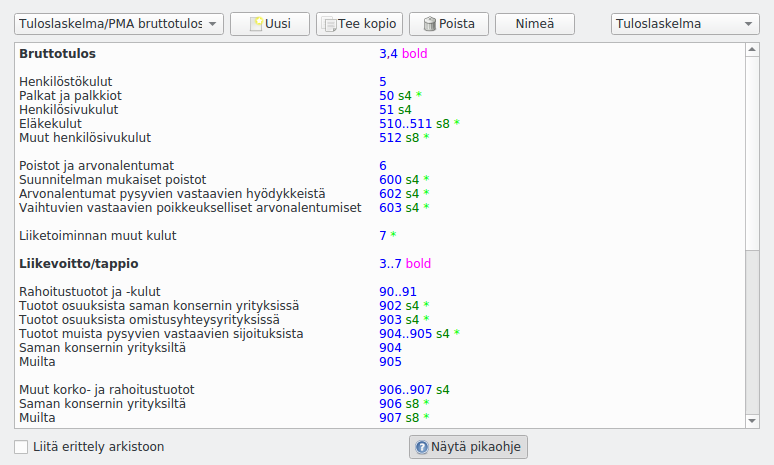 Tuloslaskelma/PMA bruttotulos Uusi Tee kopio Poista Nimeä Tuloslaskelma
Bruttotulos 3,4 bold
Henkilöstökulut 5
Palkat ja palkkiot 50 s4 *
Henkilösivukulut 51 s4
Eläkekulut 510..511 s8 *
Muut henkilösivukulut 512 s8 *
Poistot ja arvonalentumat 6
Suunnitelman mukaiset poistot 600 s4 *
Arvonalentumat pysyvien vastaavien hyödykkeistä 602 s4 *
Vaihtuvien vastaavien poikkeukselliset arvonalentumiset 603 s4 *
Liiketoiminnan muut kulut 7 *
Liikevoitto/tappio 3..7 bold
Rahoitustuotot ja -kulut 90..91
Tuotot osuuksista saman konsernin yrityksissä 902 s4 *
Tuotot osuuksista omistusyhteysyrityksissä 903 s4 *
Tuotot muista pysyvien vastaavien sijoituksista 904..905 s4 *
Saman konsernin yrityksiltä 904
Muilta 905
Muut korko- ja rahoitustuotot 906..907 s4
Saman konsernin yrityksiltä 906 s8 *
Muilta 907 s8 *
Liitä erittely arkistoon Näytä pikaohje